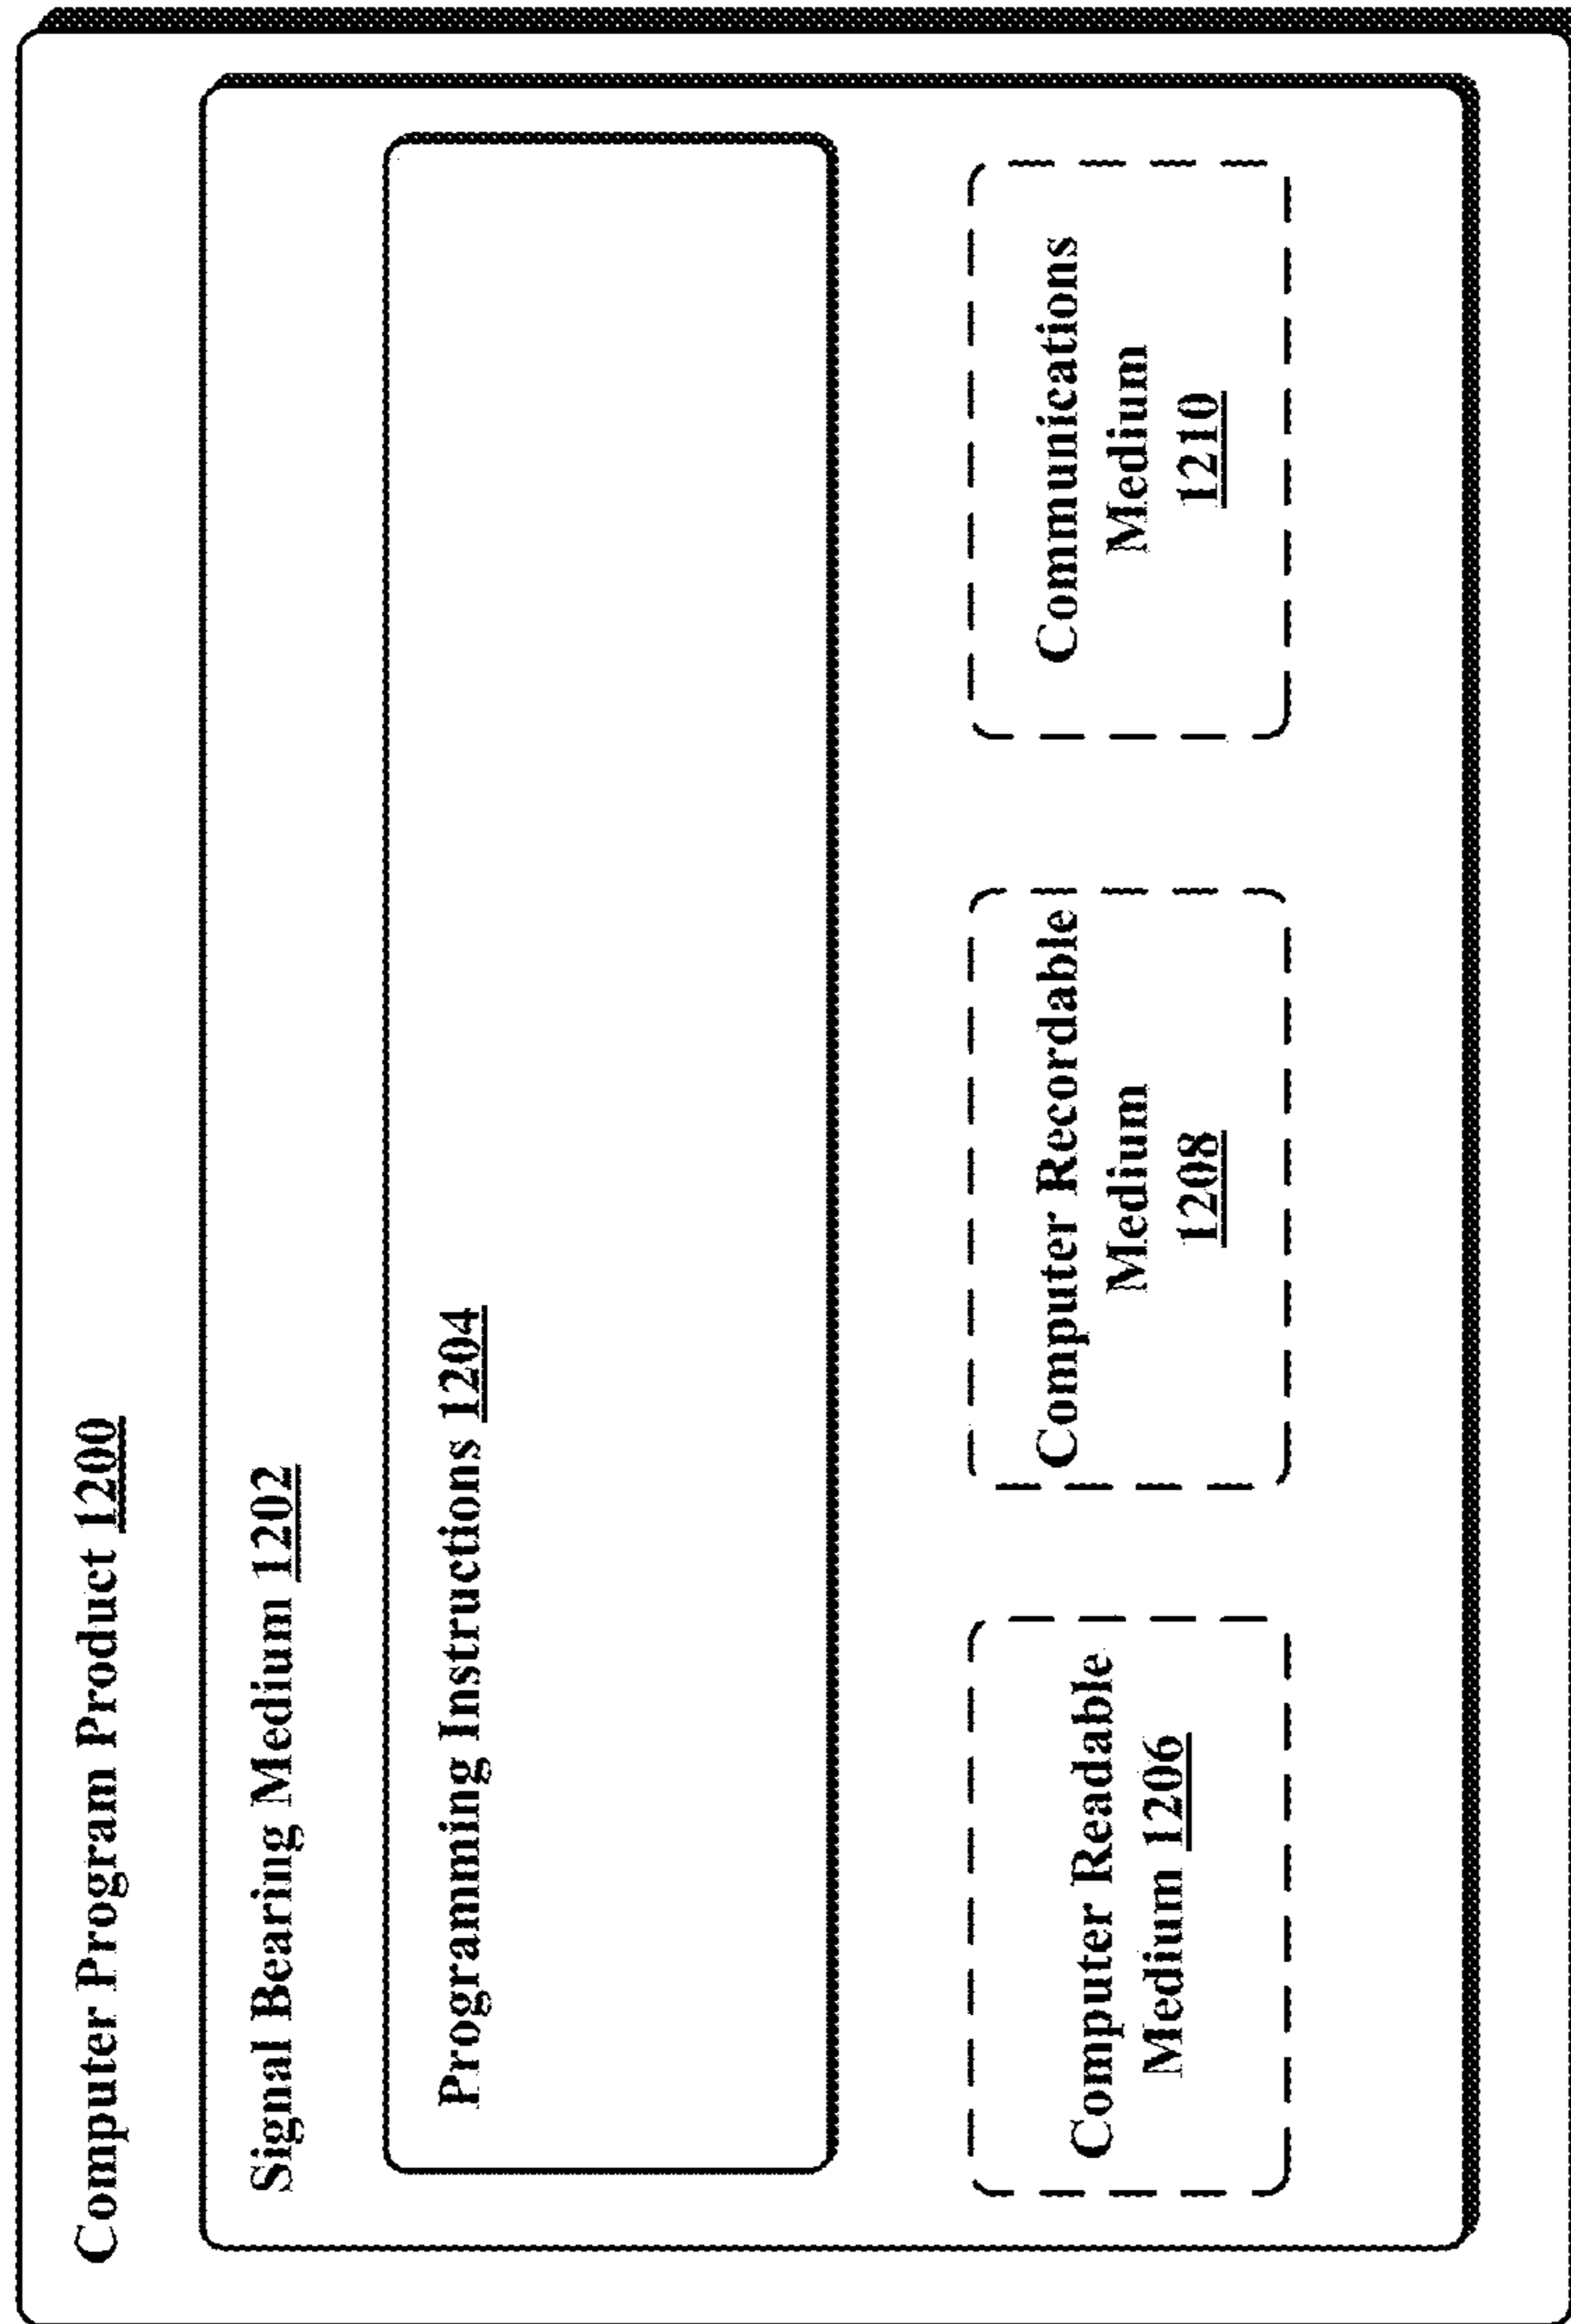 Computer Program Product 1200
Signal Bearing Medium 1202
Programming Instructions 1204
Computer Readable
Medium 1206
Computer Recordable
Medium
1208
Communications
Medium
1210